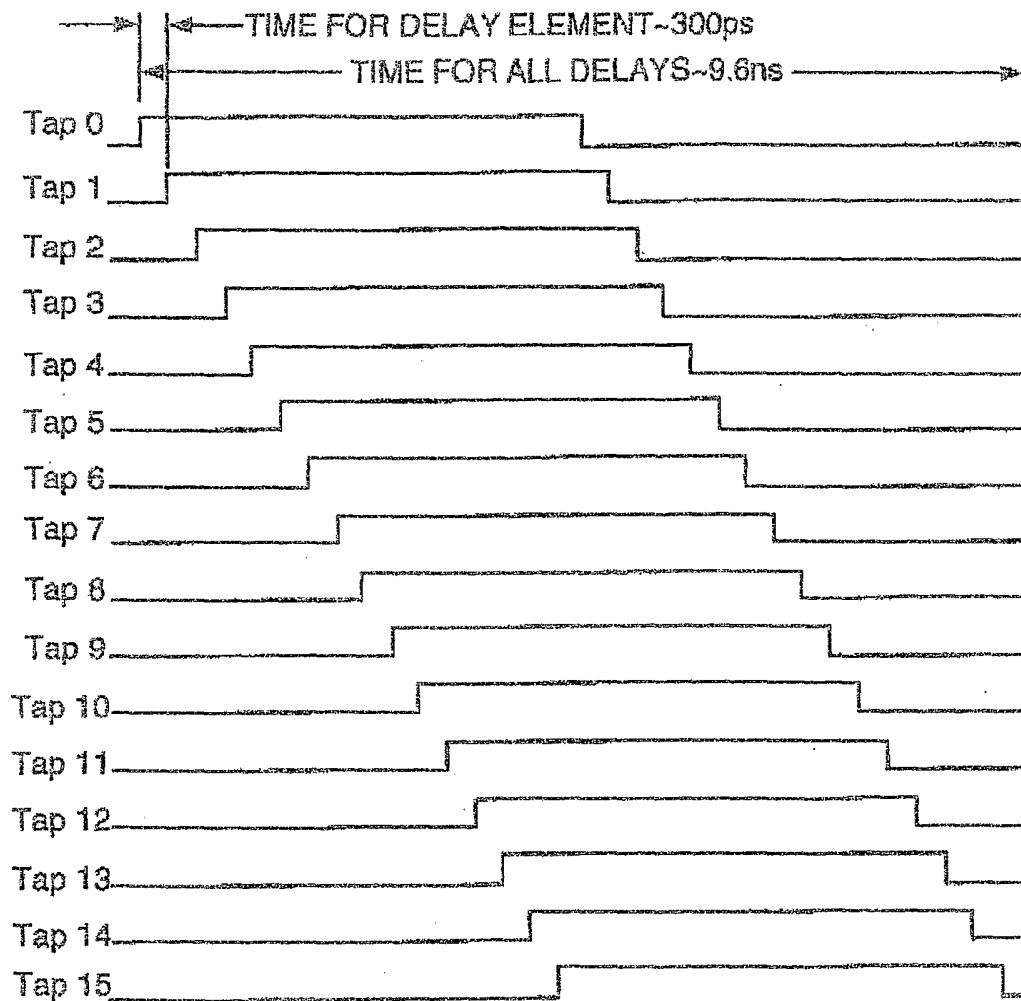 TIME FOR DELAY ELEMENT~300ps
TIME FOR ALL DELAYS~9.6ns
Tap 0
Tap 1
Tap 2
Tap 3
Tap 4
Tap 5
Tap 6
Tap 7
Tap 8
Tap 9
Tap 10
Tap 11
Tap 12
Tap 13
Tap 14
Tap 15